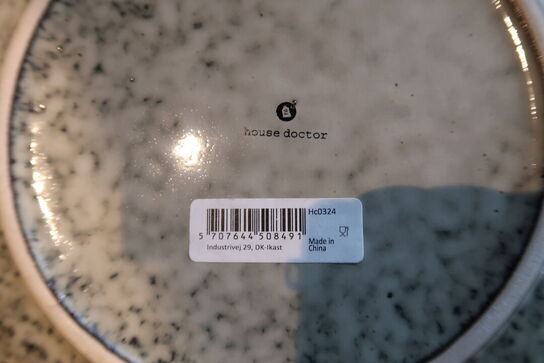 house doctor
Hc0324
5 707644 508491
Made in
China
Industrivej 29, DK-Ikast